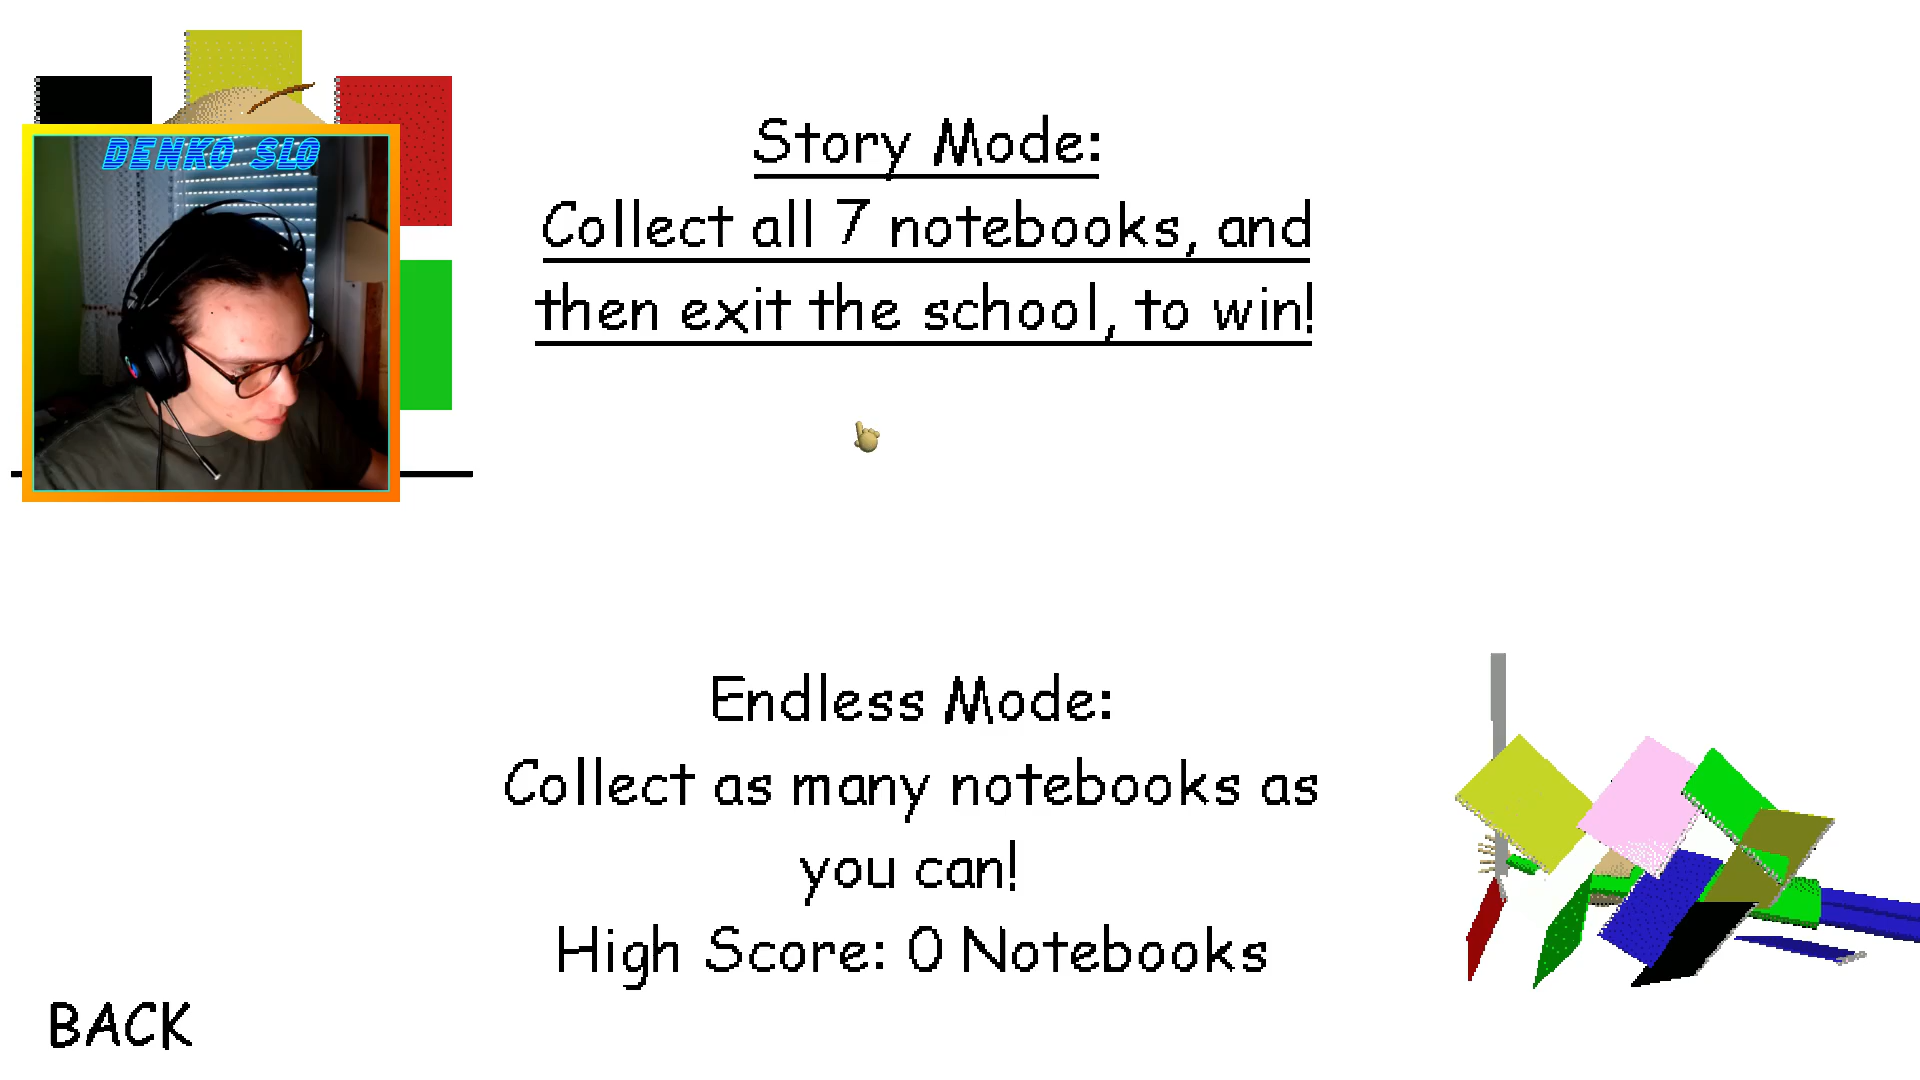 DENKO SLO
Story Mode:
Collect all 7 notebooks, and
then exit the school, to win!
Endless Mode:
Collect as many notebooks as
you can!
High Score: 0 Notebooks
BACK